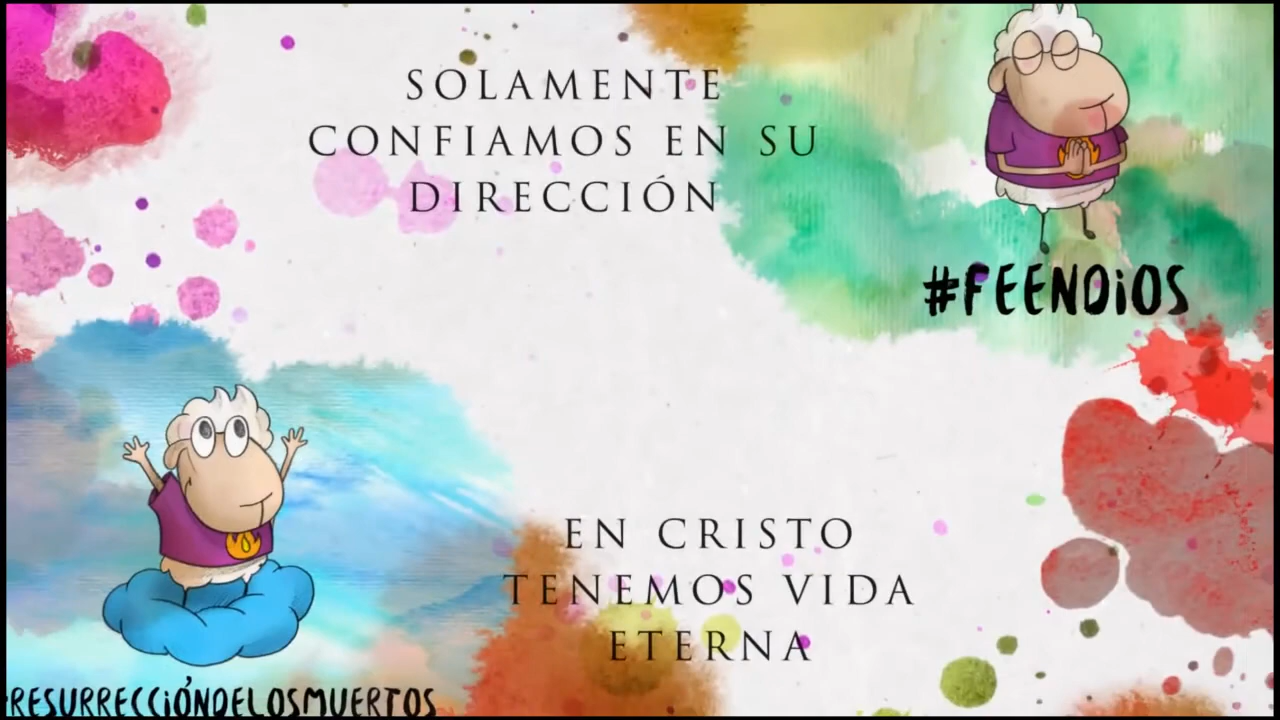 SOLAMENTE
CONFIAMOS EN SU
DIRECCIÓN
#FEENDiOS
EN CRISTO
TENEMOS VIDA
ETERNA
#RESURRECCiÓNDELOSMUERTOS